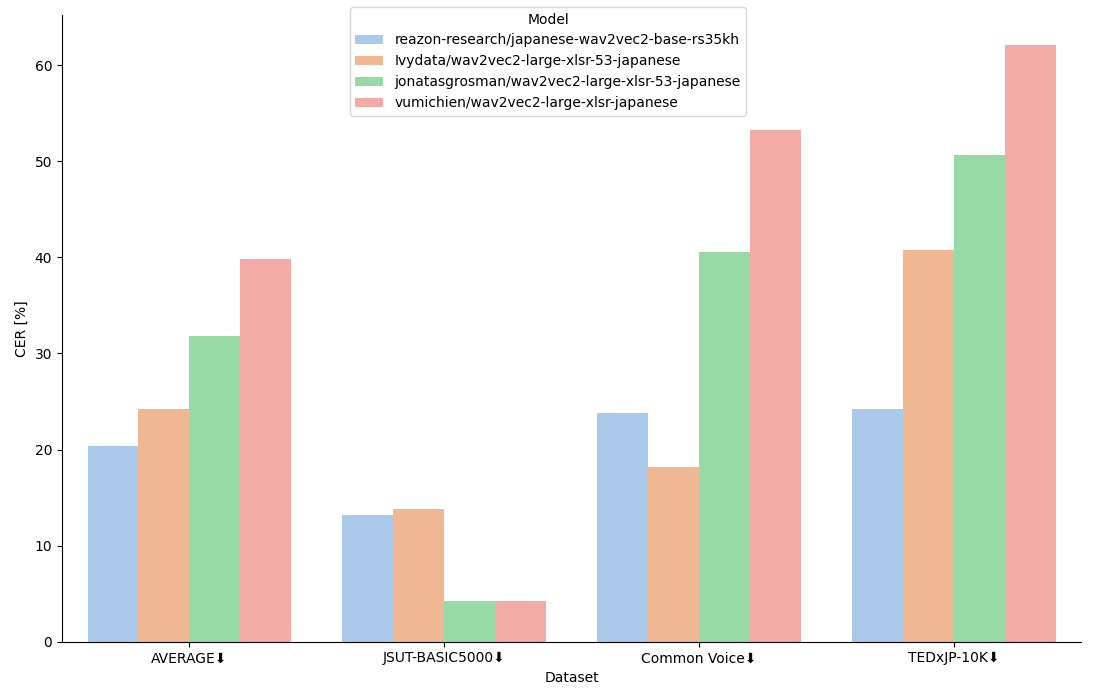 Model
reazon-research/japanese-wav2vec2-base-rs35kh
Ivydata/wav2vec2-large-xlsr-53-japanese
jonatasgrosman/wav2vec2-large-xlsr-53-japanese
vumichien/wav2vec2-large-xlsr-japanese
60
50
40
30
20
10
0
CER [%]
AVERAGE⬇ JSUT-BASIC5000⬇ Common Voice⬇ TEDxJP-10K⬇
Dataset